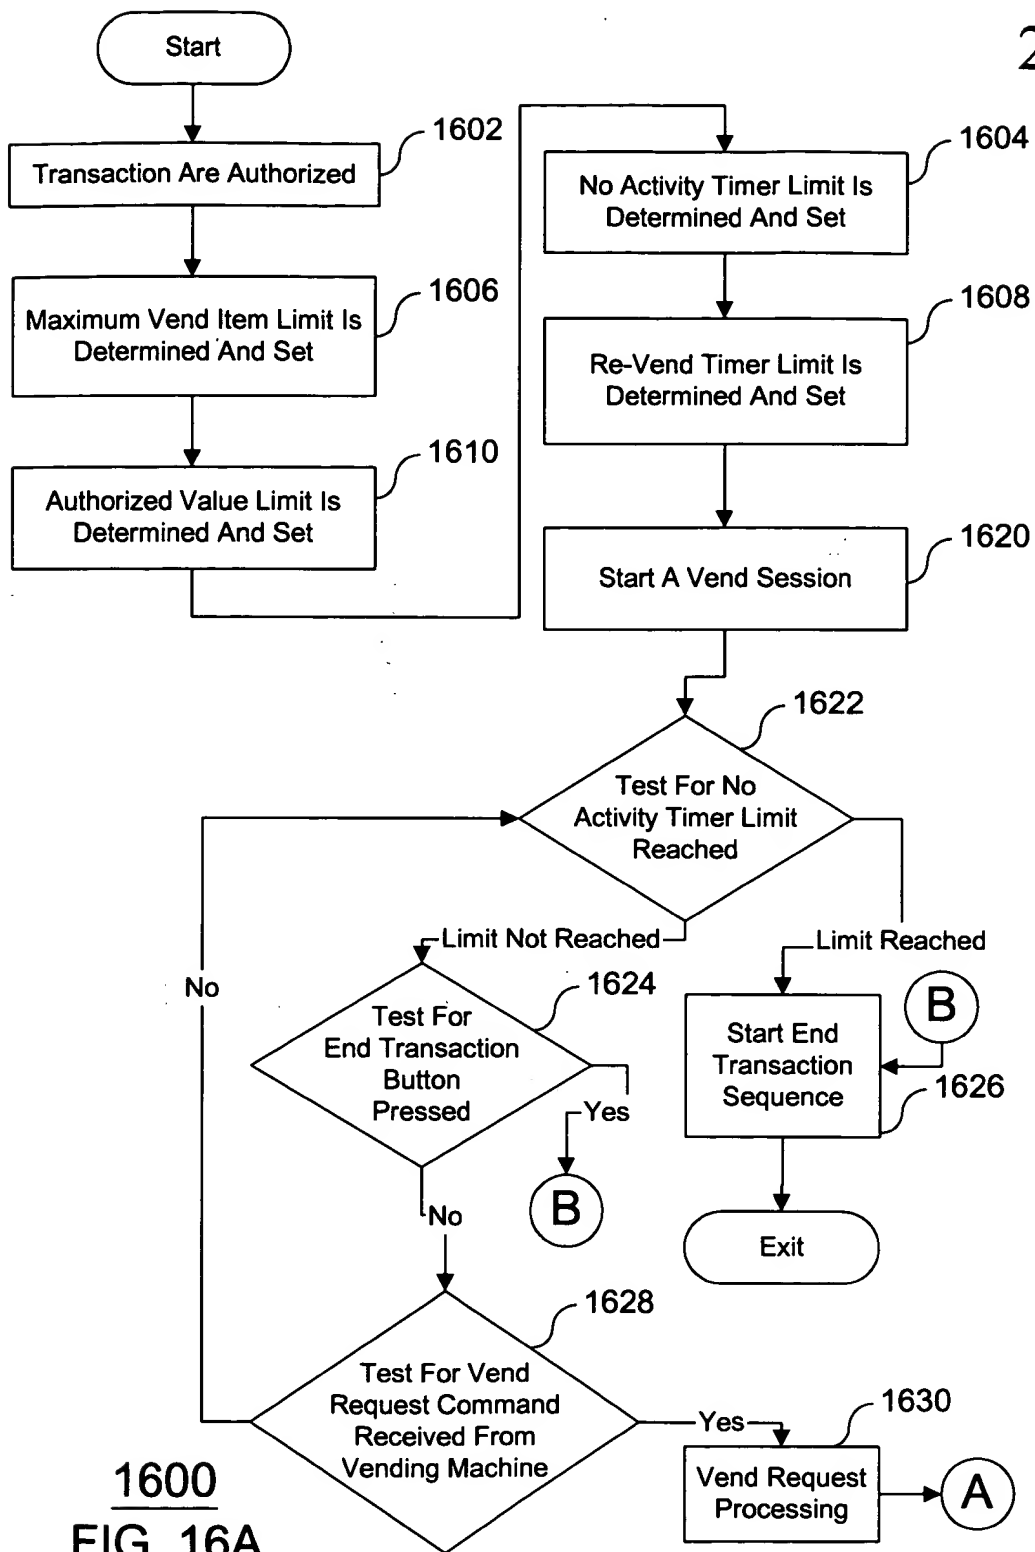 2
Start
1602
Transaction Are Authorized
1606
Maximum Vend Item Limit Is
Determined And Set
1610
Authorized Value Limit Is
Determined And Set
1604
No Activity Timer Limit Is
Determined And Set
1608
Re-Vend Timer Limit Is
Determined And Set
1620
Start A Vend Session
1622
Test For No
Activity Timer Limit
Reached
Limit Not Reached
Limit Reached
No
1624
Test For
End Transaction
Button
Pressed
Yes
B
B
Start End
Transaction
Sequence
1626
No
Exit
1628
Test For Vend
Request Command
Received From
Vending Machine
Yes
1630
Vend Request
Processing
A
1600
FIG. 16A